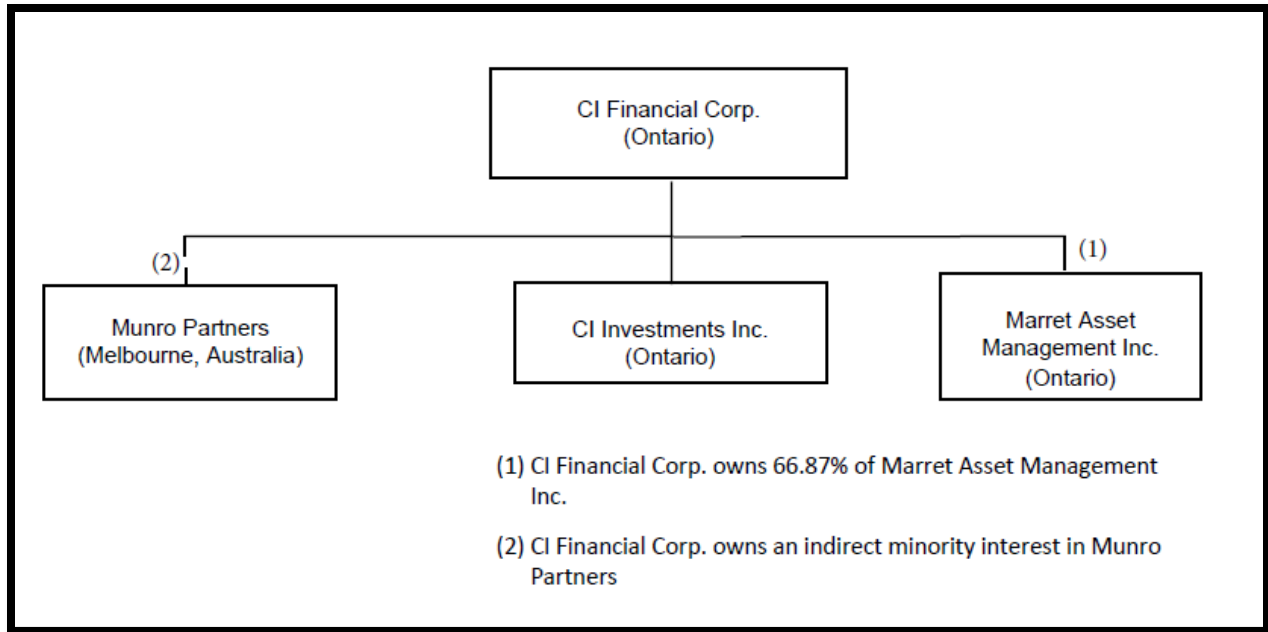 CI Financial Corp.
(Ontario)
(2)
(1)
Munro Partners
(Melbourne, Australia)
CI Investments Inc.
(Ontario)
Marret Asset
Management Inc.
(Ontario)
(1) CI Financial Corp. owns 66.87% of Marret Asset Management
Inc.
(2) CI Financial Corp. owns an indirect minority interest in Munro
Partners